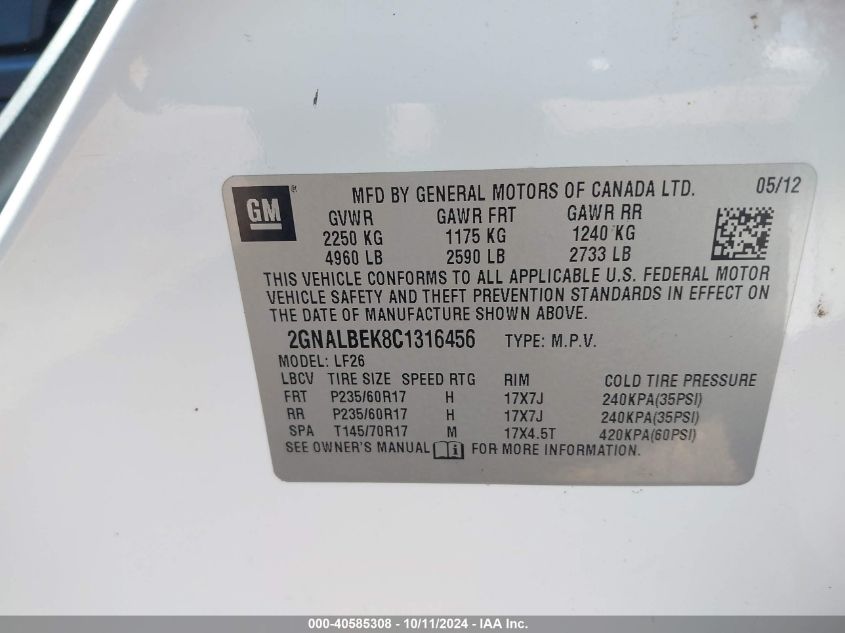 GM ® MFD BY GENERAL MOTORS OF CANADA LTD. 05/12
GVWR GAWR FRT GAWR RR
2250 KG 1175 KG 1240 KG
4960 LB 2590 LB 2733 LB
THIS VEHICLE CONFORMS TO ALL APPLICABLE U.S. FEDERAL MOTOR
VEHICLE SAFETY AND THEFT PREVENTION STANDARDS IN EFFECT ON
THE DATE OF MANUFACTURE SHOWN ABOVE.
2GNALBEK8C1316456 TYPE: M.P.V.
MODEL: LF26
LBCV TIRE SIZE SPEED RTG RIM COLD TIRE PRESSURE
FRT P235/60R17 H 17X7J 240KPA(35PSI)
RR P235/60R17 H 17X7J 240KPA(35PSI)
SPA T145/70R17 M 17X4.5T 420KPA(60PSI)
SEE OWNER'S MANUAL FOR MORE INFORMATION.
000-40585308 - 10/11/2024 - IAA Inc.